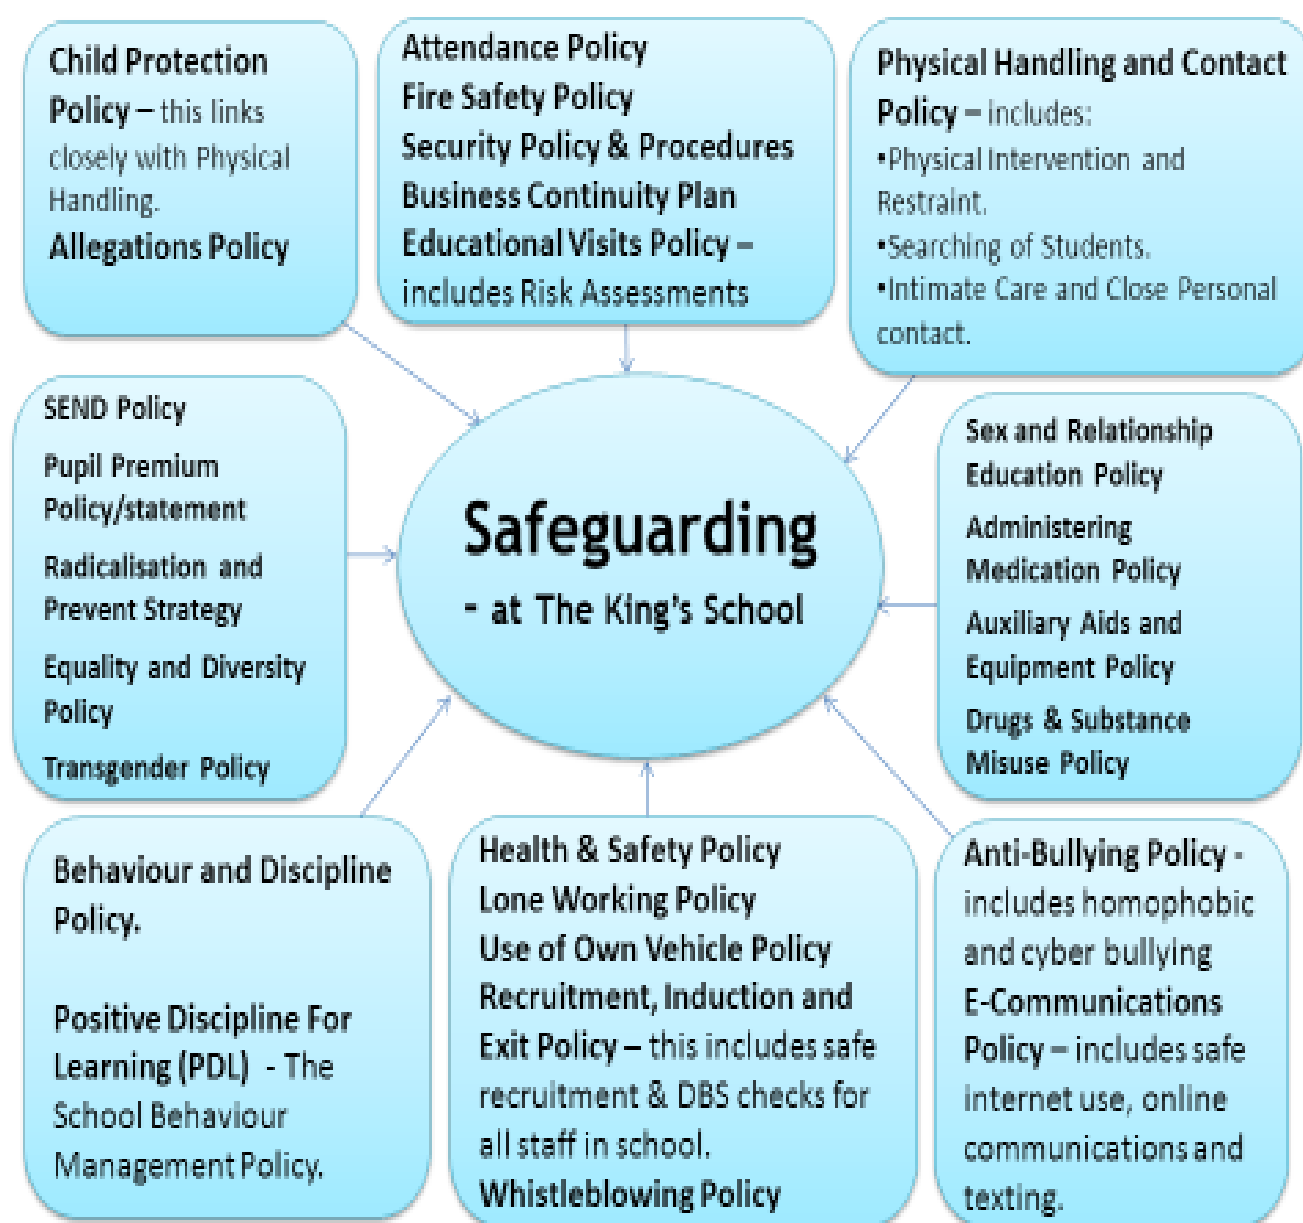 Child Protection
Policy – this links
closely with Physical
Handling.
Allegations Policy
Attendance Policy
Fire Safety Policy
Security Policy & Procedures
Business Continuity Plan
Educational Visits Policy –
includes Risk Assessments
Physical Handling and Contact
Policy – includes:
•Physical Intervention and
Restraint.
•Searching of Students.
•Intimate Care and Close Personal
contact.
SEND Policy
Pupil Premium
Policy/statement
Radicalisation and
Prevent Strategy
Equality and Diversity
Policy
Transgender Policy
Safeguarding
- at The King's School
Sex and Relationship
Education Policy
Administering
Medication Policy
Auxiliary Aids and
Equipment Policy
Drugs & Substance
Misuse Policy
Behaviour and Discipline
Policy.
Positive Discipline For
Learning (PDL) - The
School Behaviour
Management Policy.
Health & Safety Policy
Lone Working Policy
Use of Own Vehicle Policy
Recruitment, Induction and
Exit Policy – this includes safe
recruitment & DBS checks for
all staff in school.
Whistleblowing Policy
Anti-Bullying Policy -
includes homophobic
and cyber bullying
E-Communications
Policy – includes safe
internet use, online
communications and
texting.